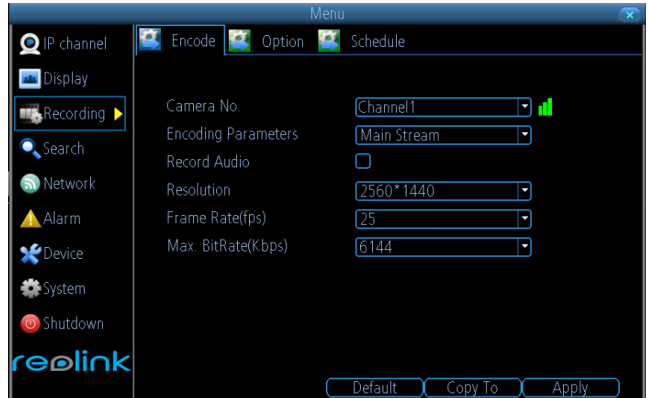 Menu
IP channel
Display
Recording
Search
Network
Alarm
Device
System
Shutdown
reolink
Encode Option Schedule
Camera No. Channel1
Encoding Parameters Main Stream
Record Audio
Resolution 2560*1440
Frame Rate(fps) 25
Max. BitRate(Kbps) 6144
Default Copy To Apply